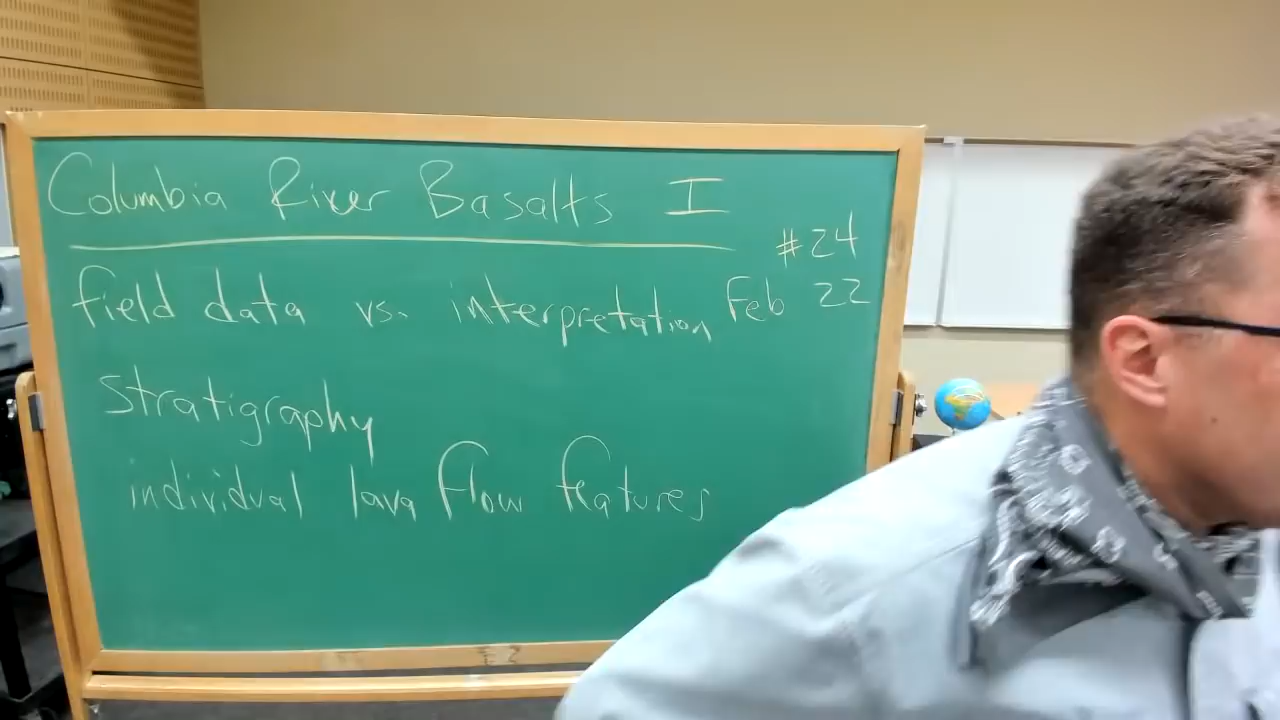 Columbia River Basalts I
#24
field data vs. interpretation Feb 22
stratigraphy
individual lava flow features